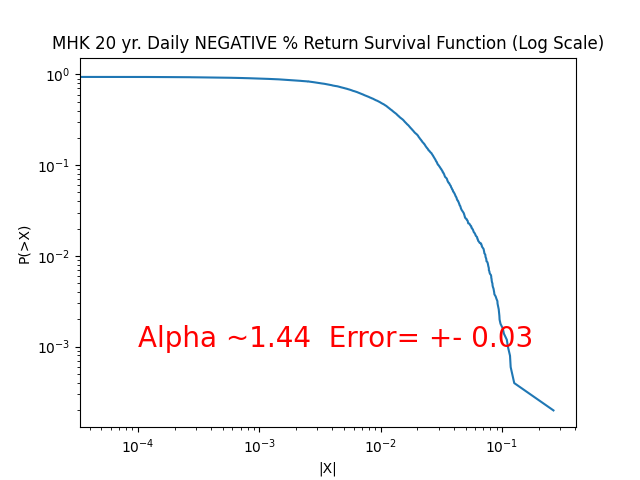 MHK 20 yr. Daily NEGATIVE % Return Survival Function (Log Scale)
P(>X)
10⁰
10⁻¹
10⁻²
10⁻³
Alpha ~1.44  Error= +- 0.03
10⁻⁴ 10⁻³ 10⁻² 10⁻¹
|X|